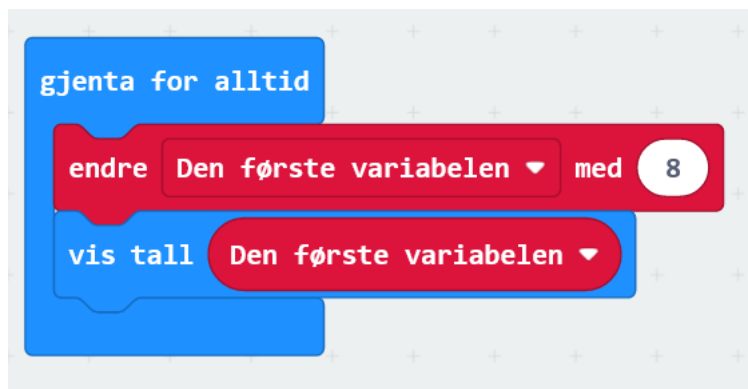 gjenta for alltid
endre Den første variabelen med 8
vis tall Den første variabelen